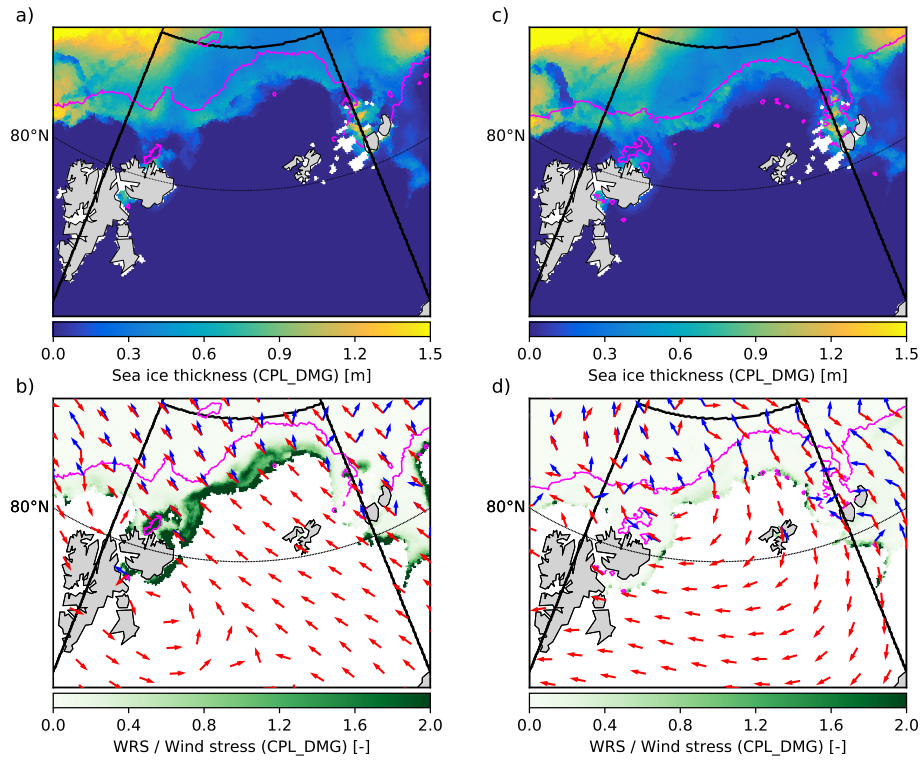 a)
c)
80°N
80°N
0.0 0.3 0.6 0.9 1.2 1.5
0.0 0.3 0.6 0.9 1.2 1.5
Sea ice thickness (CPL_DMG) [m]
Sea ice thickness (CPL_DMG) [m]
b)
d)
80°N
80°N
0.0 0.4 0.8 1.2 1.6 2.0
0.0 0.4 0.8 1.2 1.6 2.0
WRS / Wind stress (CPL_DMG) [-]
WRS / Wind stress (CPL_DMG) [-]